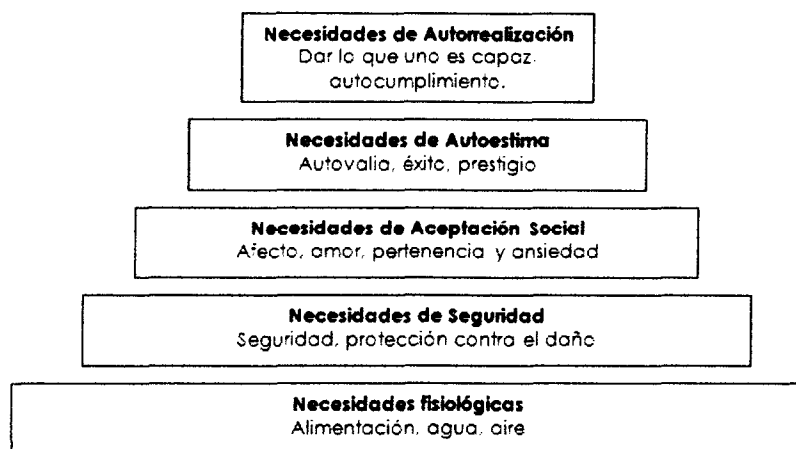 Necesidades de Autorrealización
Dar lo que uno es capaz.
autocumplimiento.
Necesidades de Autoestima
Autovalia, éxito, prestigio
Necesidades de Aceptación Social
Afecto, amor, pertenencia y ansiedad
Necesidades de Seguridad
Seguridad, protección contra el daño
Necesidades fisiológicas
Alimentación, agua, aire